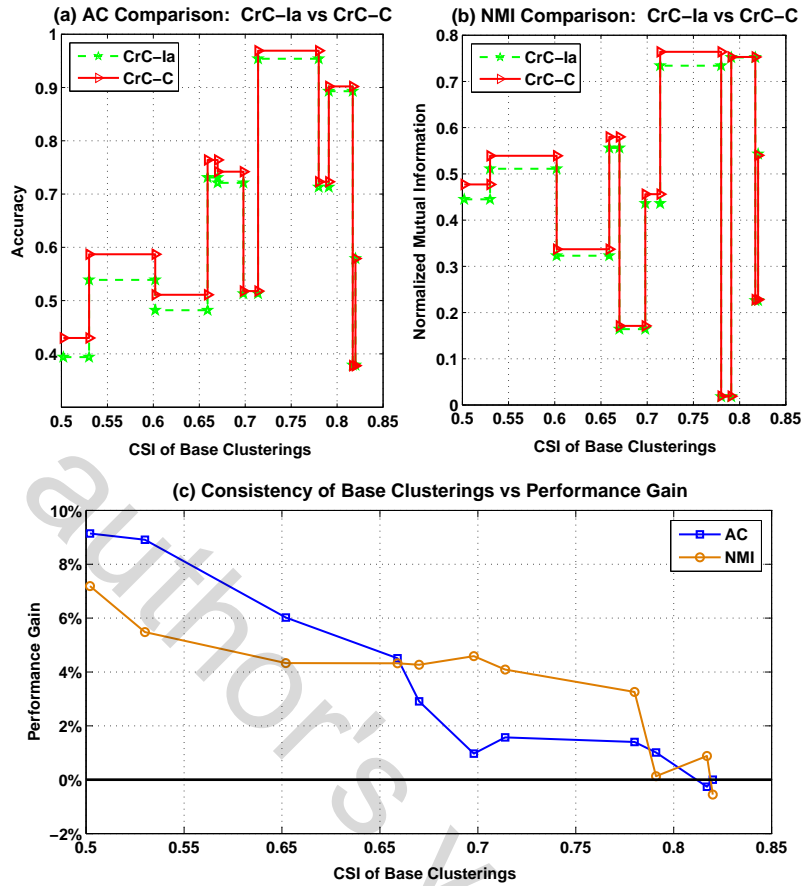 (a) AC Comparison: CrC−Ia vs CrC−C
1
0.9
0.8
0.7
0.6
0.5
0.4
Accuracy
CrC−Ia
CrC−C
0.5 0.55 0.6 0.65 0.7 0.75 0.8 0.85
CSI of Base Clusterings
(b) NMI Comparison: CrC−Ia vs CrC−C
0.8
0.7
0.6
0.5
0.4
0.3
0.2
0.1
0
Normalized Mutual Information
CrC−Ia
CrC−C
0.5 0.55 0.6 0.65 0.7 0.75 0.8 0.85
CSI of Base Clusterings
(c) Consistency of Base Clusterings vs Performance Gain
10%
8%
6%
4%
2%
0%
−2%
Performance Gain
AC
NMI
0.5 0.55 0.65 0.65 0.7 0.75 0.8 0.85
CSI of Base Clusterings
author's v